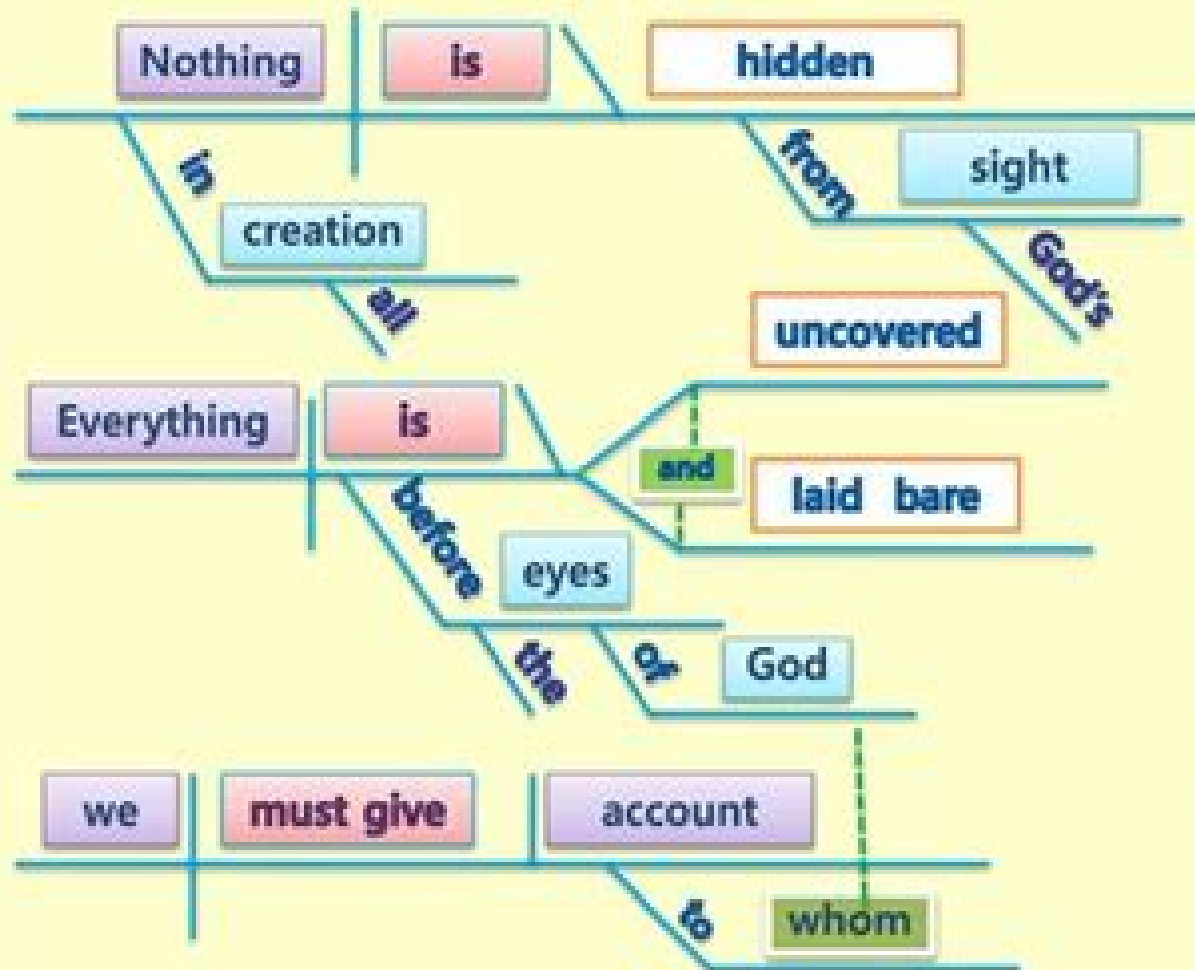 Nothing is hidden
in from sight
creation God's
all
uncovered
Everything is
and
laid bare
before eyes
the of God
we must give account
to whom